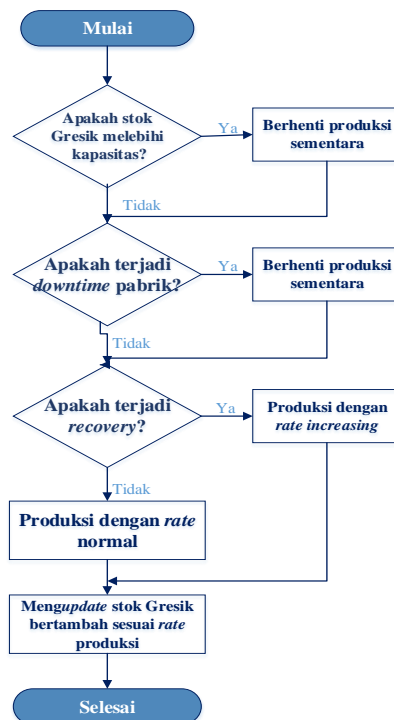 Mulai
Apakah stok
Gresik melebihi
kapasitas?
Ya
Berhenti produksi
sementara
Tidak
Apakah terjadi
downtime pabrik?
Ya
Berhenti produksi
sementara
Tidak
Apakah terjadi
recovery?
Ya
Produksi dengan
rate increasing
Tidak
Produksi dengan rate
normal
Mengupdate stok Gresik
bertambah sesuai rate
produksi
Selesai